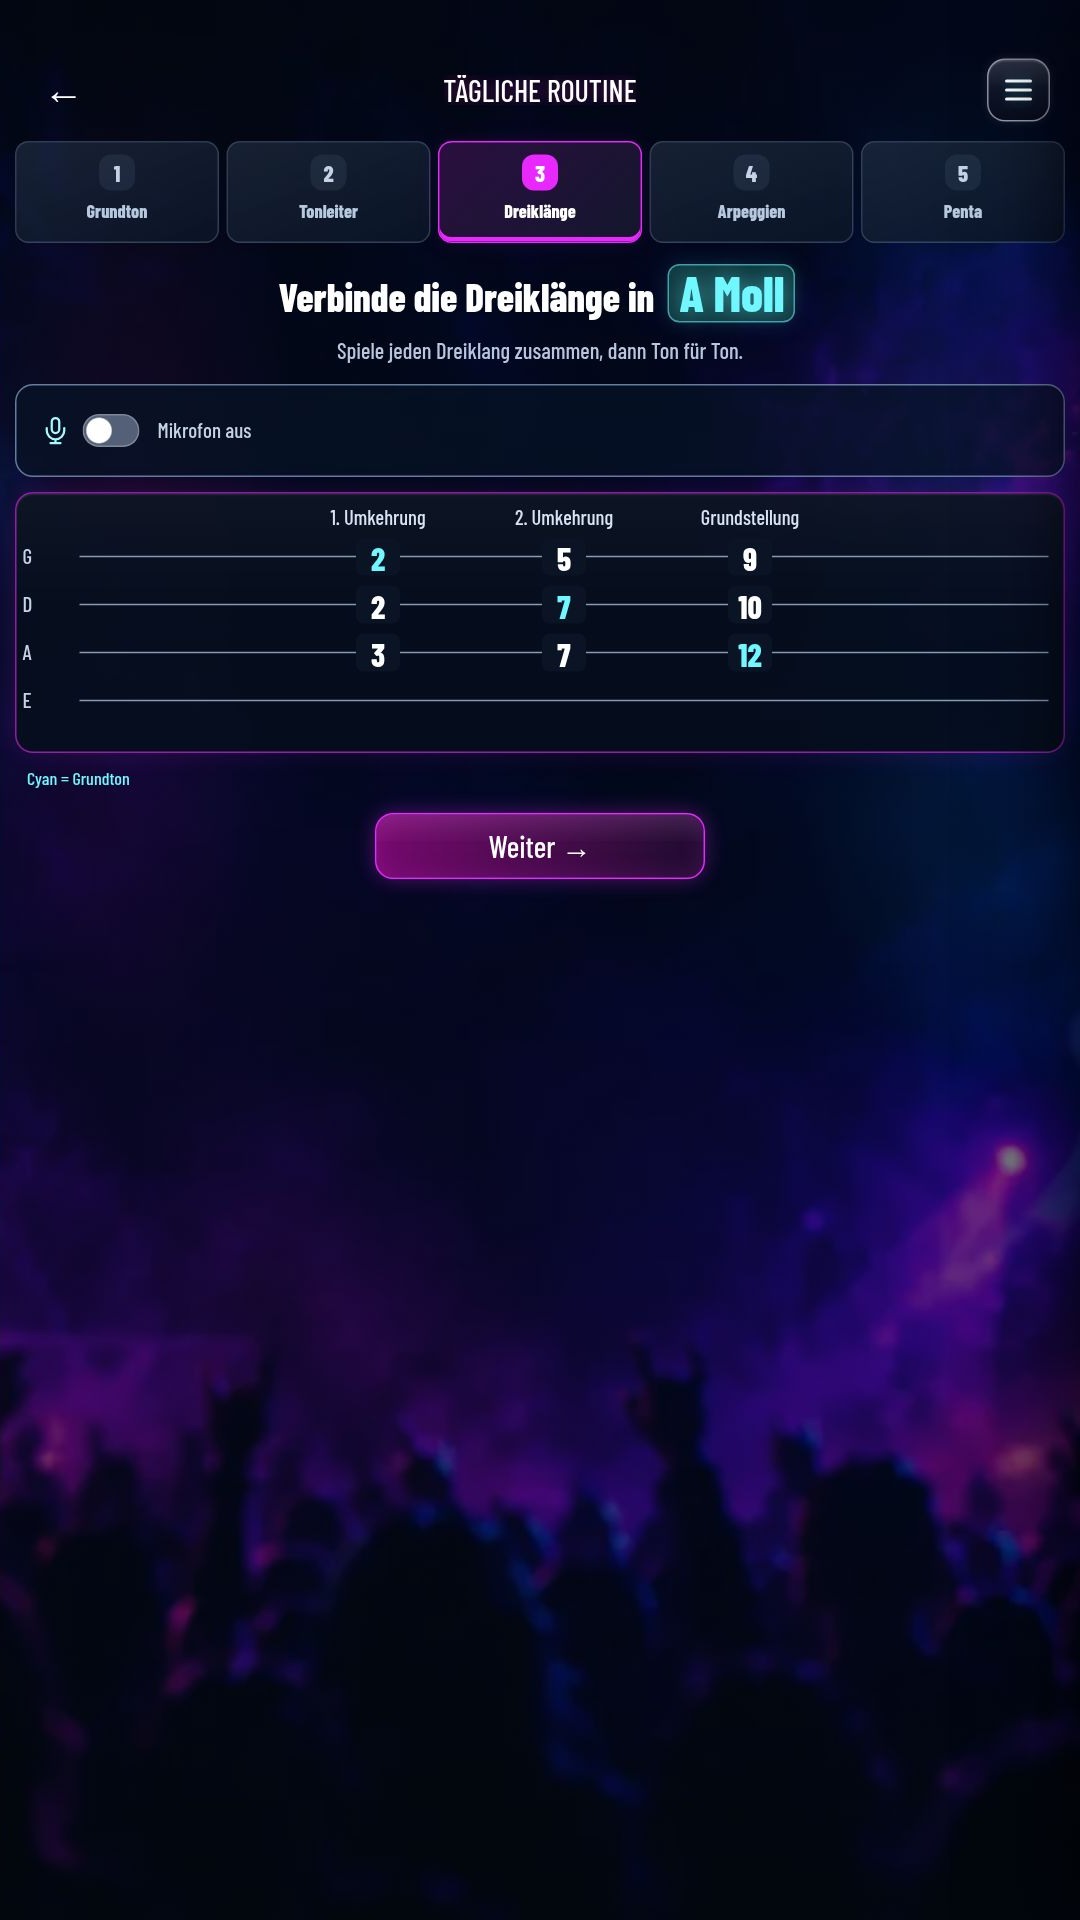 ←
TÄGLICHE ROUTINE
1
Grundton
2
Tonleiter
3
Dreiklänge
4
Arpeggien
5
Penta
Verbinde die Dreiklänge in A Moll
Spiele jeden Dreiklang zusammen, dann Ton für Ton.
Mikrofon aus
1. Umkehrung 2. Umkehrung Grundstellung
G 2 5 9
D 2 7 10
A 3 7 12
E
Cyan = Grundton
Weiter →